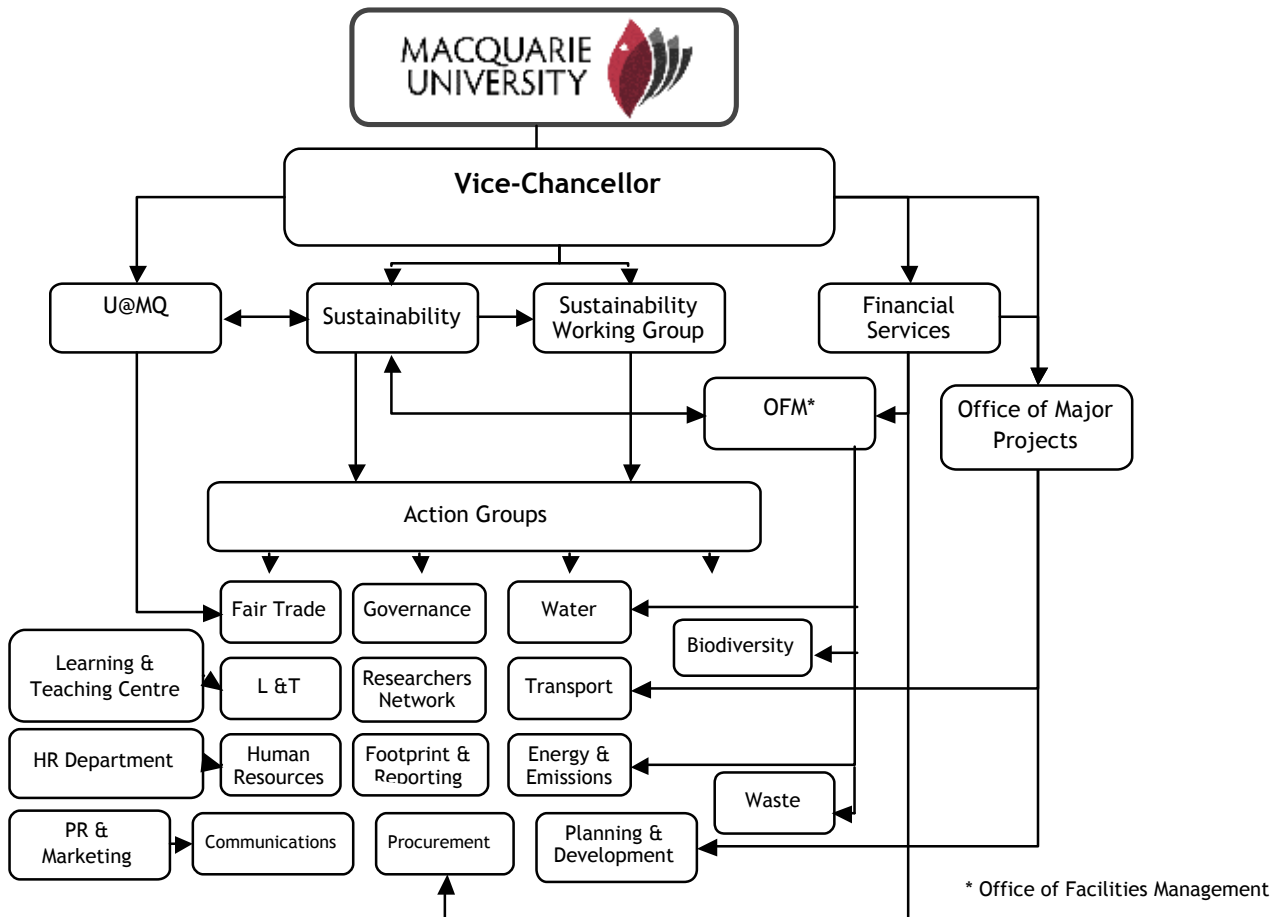 MACQUARIE
UNIVERSITY
Vice-Chancellor
U@MQ
Sustainability
Sustainability
Working Group
Financial
Services
OFM*
Office of Major
Projects
Action Groups
Fair Trade
Governance
Water
Biodiversity
Learning &
Teaching Centre
L &T
Researchers
Network
Transport
HR Department
Human
Resources
Footprint &
Reporting
Energy &
Emissions
Waste
PR &
Marketing
Communications
Procurement
Planning &
Development
* Office of Facilities Management